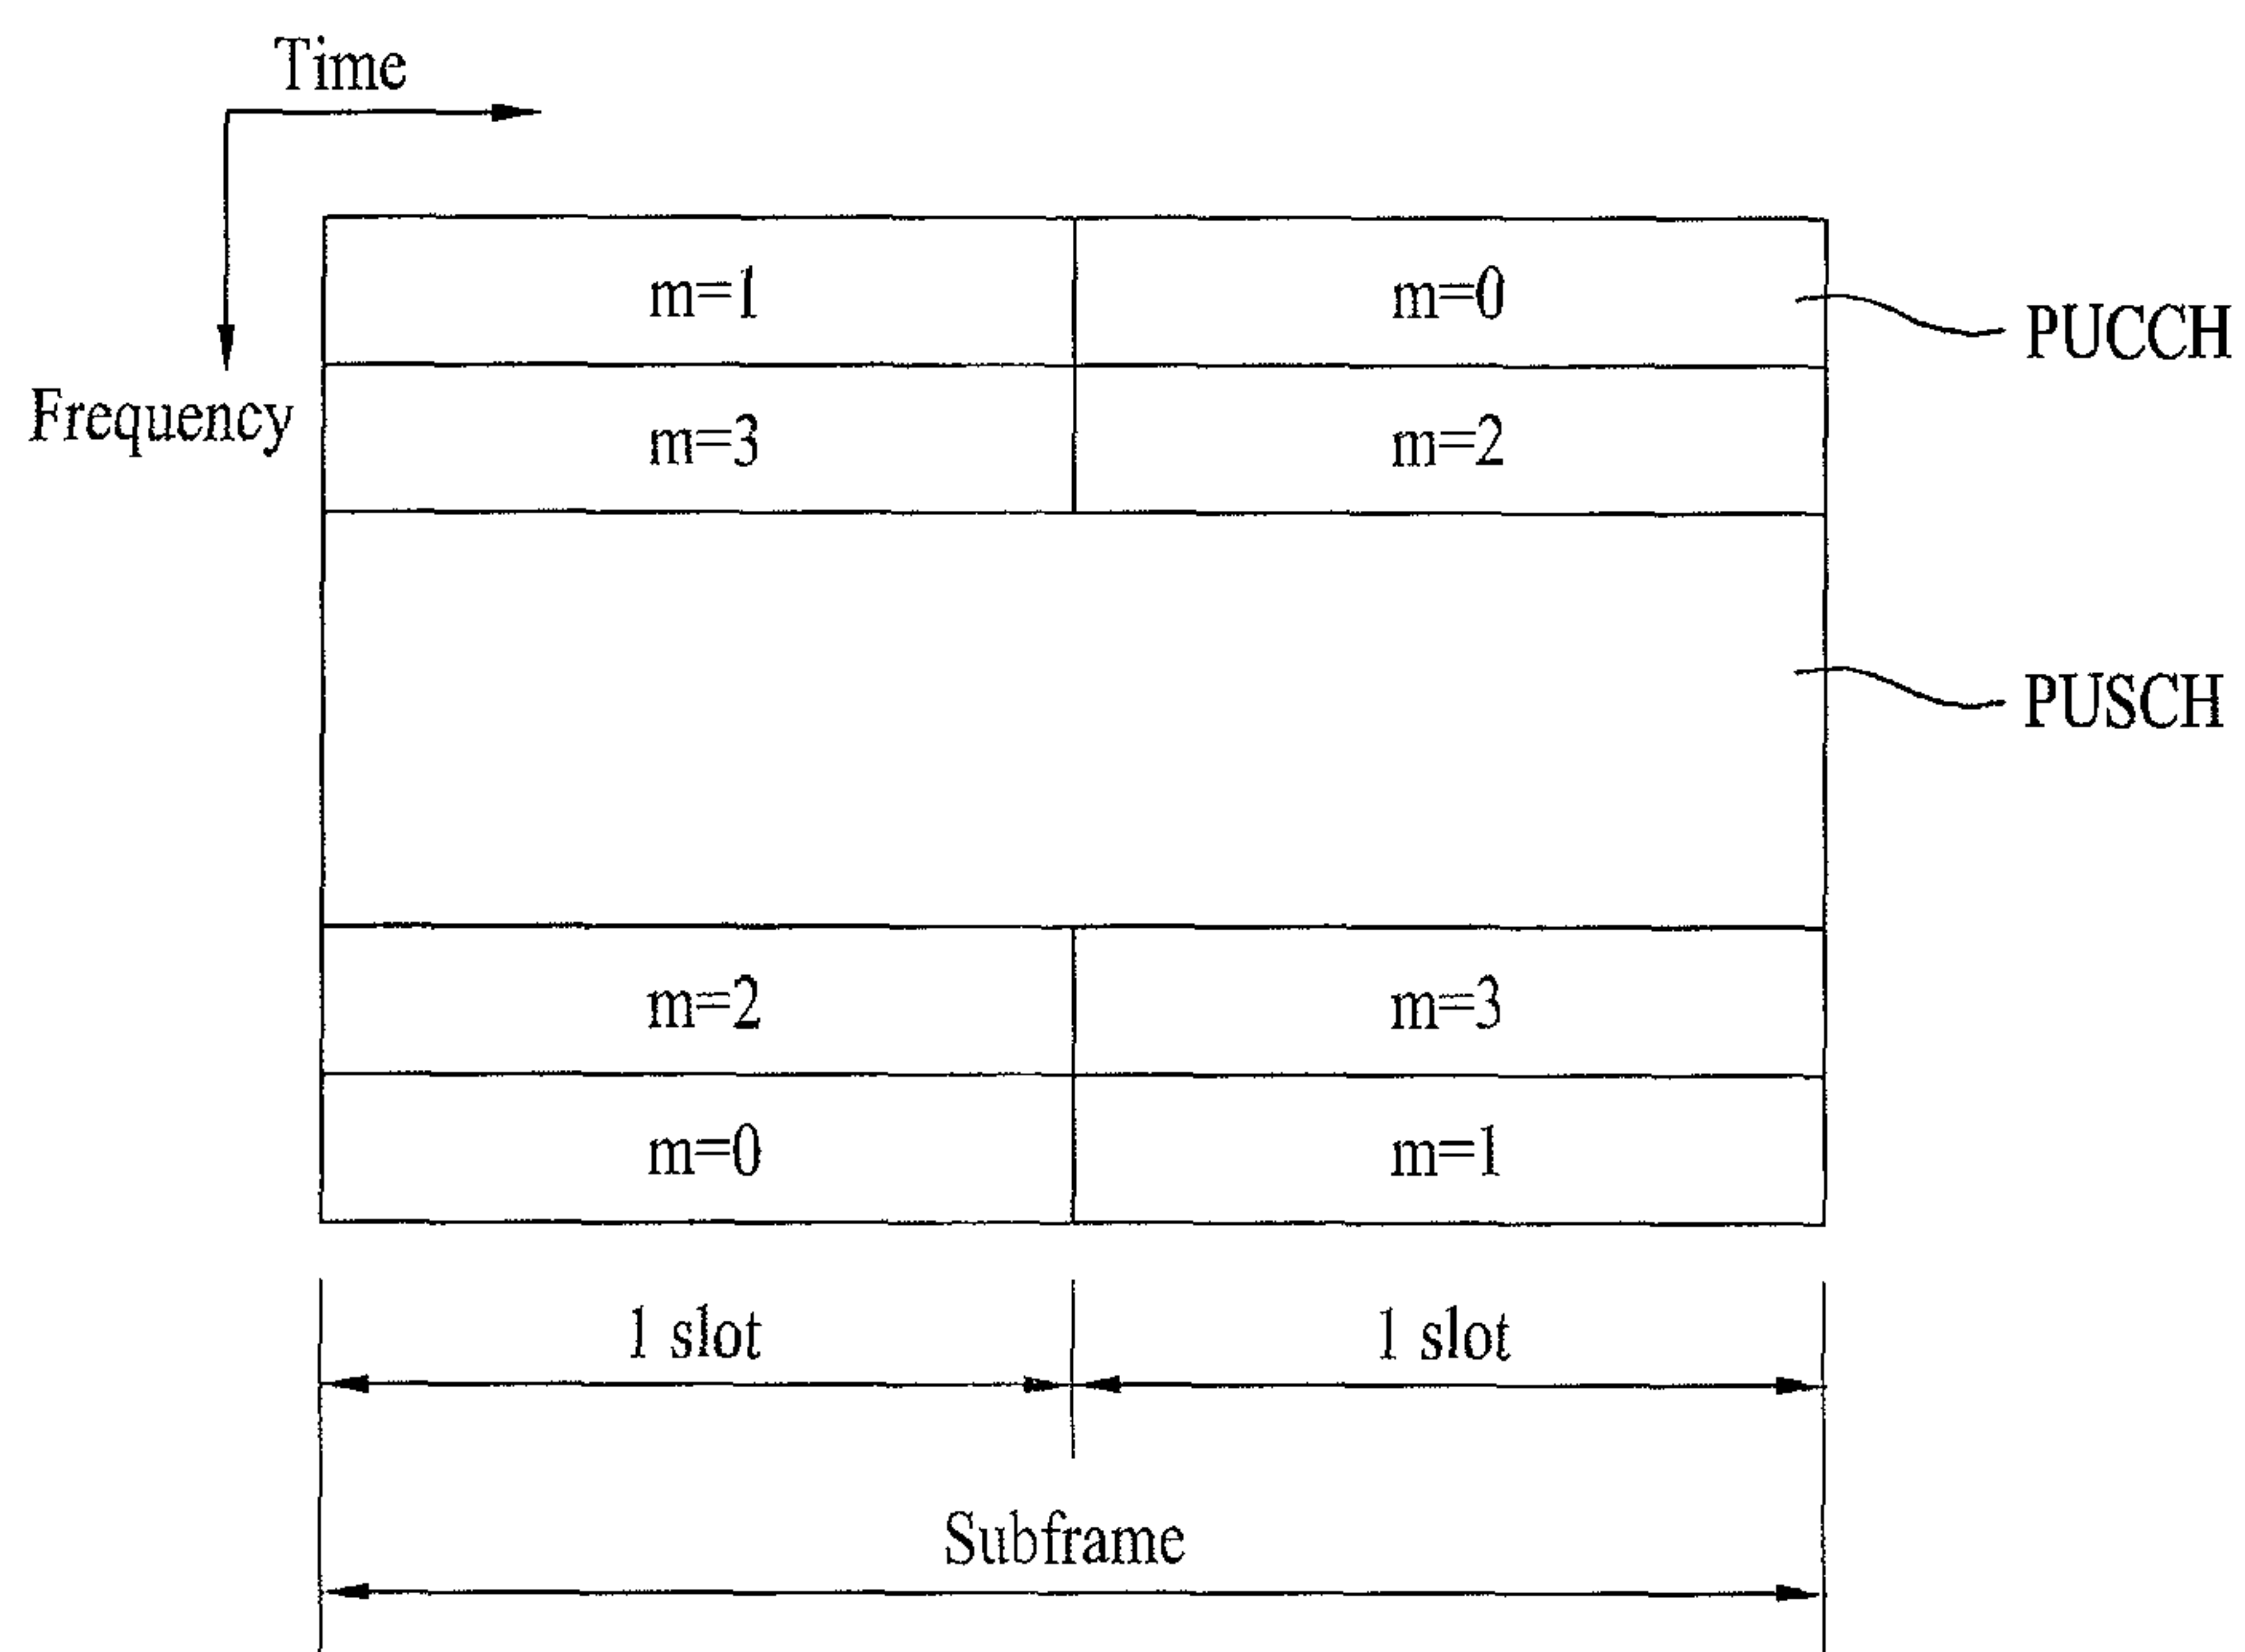 Time
Frequency
m=1 m=0
PUCCH
m=3 m=2
PUSCH
m=2 m=3
m=0 m=1
1 slot 1 slot
Subframe